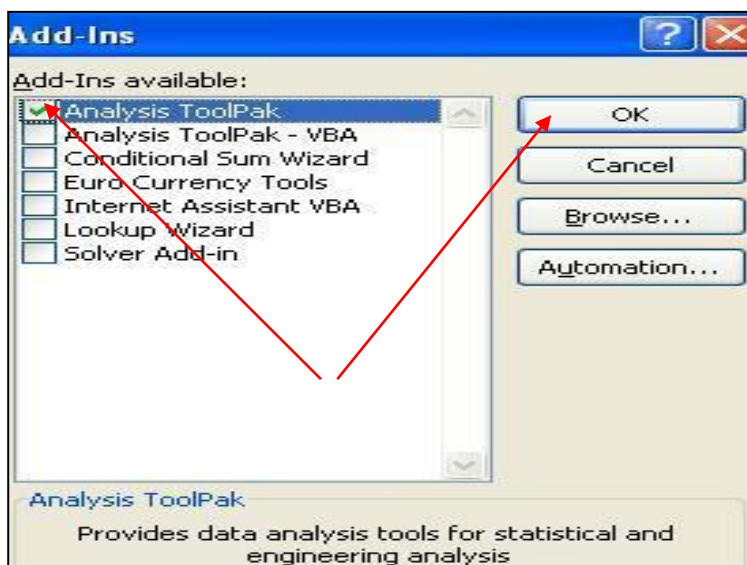 Add-Ins
Add-Ins available:
Analysis ToolPak
Analysis ToolPak - VBA
Conditional Sum Wizard
Euro Currency Tools
Internet Assistant VBA
Lookup Wizard
Solver Add-in
OK
Cancel
Browse...
Automation...
Analysis ToolPak
Provides data analysis tools for statistical and
engineering analysis